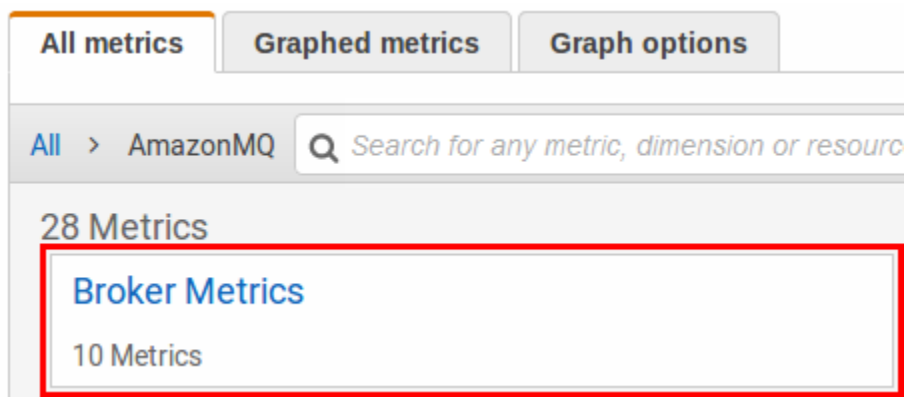 All metrics Graphed metrics Graph options
All > AmazonMQ Search for any metric, dimension or resourc
28 Metrics
Broker Metrics
10 Metrics